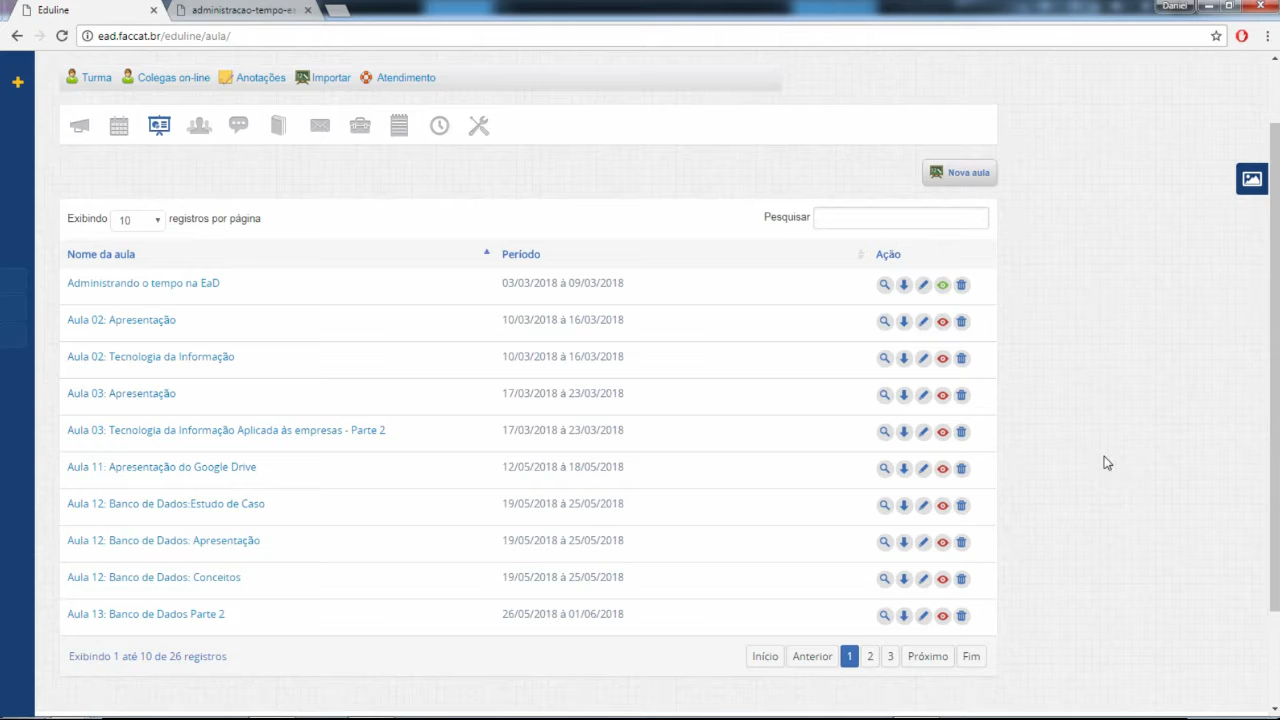 Eduline
administracao-tempo-ea
Daniel
ead.faccat.br/eduline/aula/
Turma Colegas on-line Anotações Importar Atendimento
Nova aula
Exibindo 10 registros por página Pesquisar
Nome da aula Período Ação
Administrando o tempo na EaD 03/03/2018 à 09/03/2018
Aula 02: Apresentação 10/03/2018 à 16/03/2018
Aula 02: Tecnologia da Informação 10/03/2018 à 16/03/2018
Aula 03: Apresentação 17/03/2018 à 23/03/2018
Aula 03: Tecnologia da Informação Aplicada às empresas - Parte 2 17/03/2018 à 23/03/2018
Aula 11: Apresentação do Google Drive 12/05/2018 à 18/05/2018
Aula 12: Banco de Dados:Estudo de Caso 19/05/2018 à 25/05/2018
Aula 12: Banco de Dados: Apresentação 19/05/2018 à 25/05/2018
Aula 12: Banco de Dados: Conceitos 19/05/2018 à 25/05/2018
Aula 13: Banco de Dados Parte 2 26/05/2018 à 01/06/2018
Exibindo 1 até 10 de 26 registros Início Anterior 1 2 3 Próximo Fim